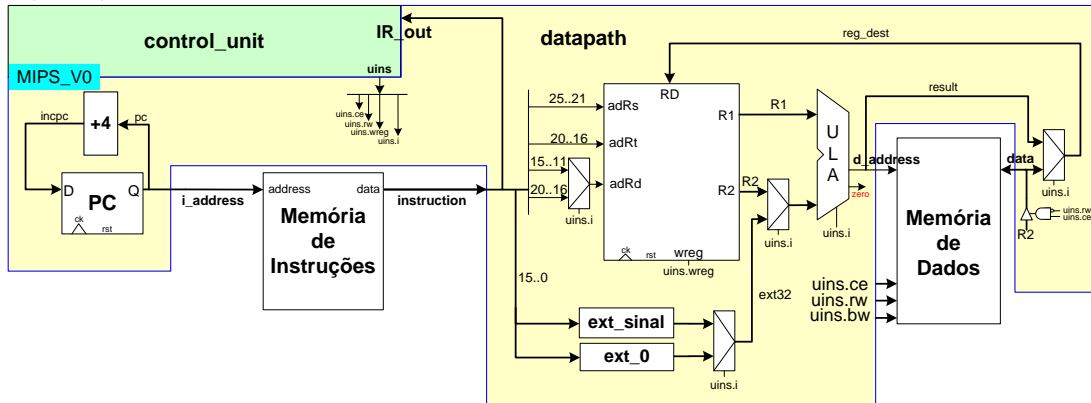 control_unit
IR_out
datapath
reg_dest
MIPS_V0
uins
uins.ce
uins.rw
uins.wreg
uins.i
incpc
+4
pc
D
Q
PC
ck
rst
i_address
address
data
Memória
de
Instruções
instruction
25..21
20..16
15..11
20..16
uins.i
adRs
adRt
adRd
RD
R1
R2
ck
rst
wreg
uins.wreg
R1
R2
uins.i
U
L
A
uins.i
zero
result
d_address
data
Memória
de
Dados
uins.i
uins.rw
uins.ce
R2
uins.ce
uins.rw
uins.bw
15..0
ext_sinal
ext_0
uins.i
ext32